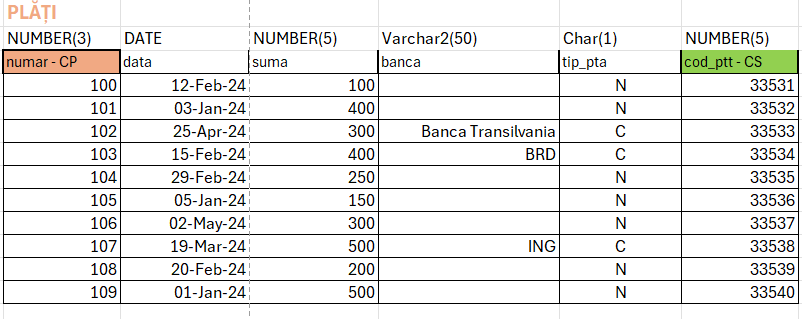 PLĂȚI
NUMBER(3) DATE NUMBER(5) Varchar2(50) Char(1) NUMBER(5)
numar - CP data suma banca tip_pta cod_ptt - CS
100 12-Feb-24 100 N 33531
101 03-Jan-24 400 N 33532
102 25-Apr-24 300 Banca Transilvania C 33533
103 15-Feb-24 400 BRD C 33534
104 29-Feb-24 250 N 33535
105 05-Jan-24 150 N 33536
106 02-May-24 300 N 33537
107 19-Mar-24 500 ING C 33538
108 20-Feb-24 200 N 33539
109 01-Jan-24 500 N 33540